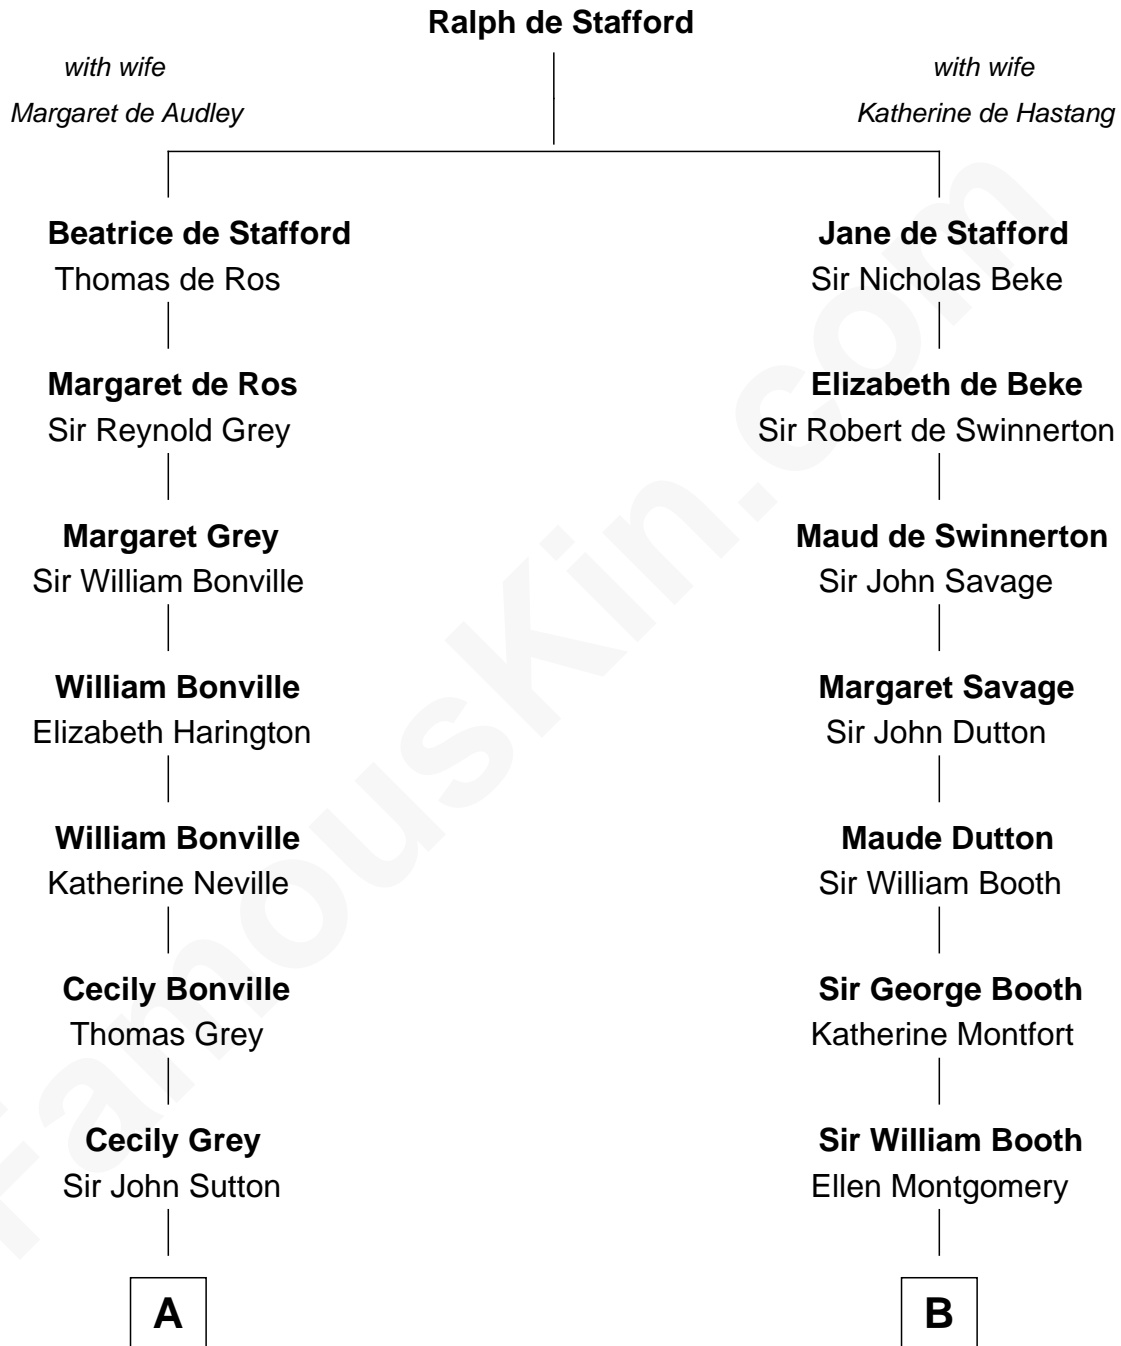 Ralph de Stafford
with wife
Margaret de Audley
with wife
Katherine de Hastang
Beatrice de Stafford
Thomas de Ros
Jane de Stafford
Sir Nicholas Beke
Margaret de Ros
Sir Reynold Grey
Elizabeth de Beke
Sir Robert de Swinnerton
Margaret Grey
Sir William Bonville
Maud de Swinnerton
Sir John Savage
William Bonville
Elizabeth Harington
Margaret Savage
Sir John Dutton
William Bonville
Katherine Neville
Maude Dutton
Sir William Booth
Cecily Bonville
Thomas Grey
Sir George Booth
Katherine Montfort
Cecily Grey
Sir John Sutton
Sir William Booth
Ellen Montgomery
A
B
FamousKin.com